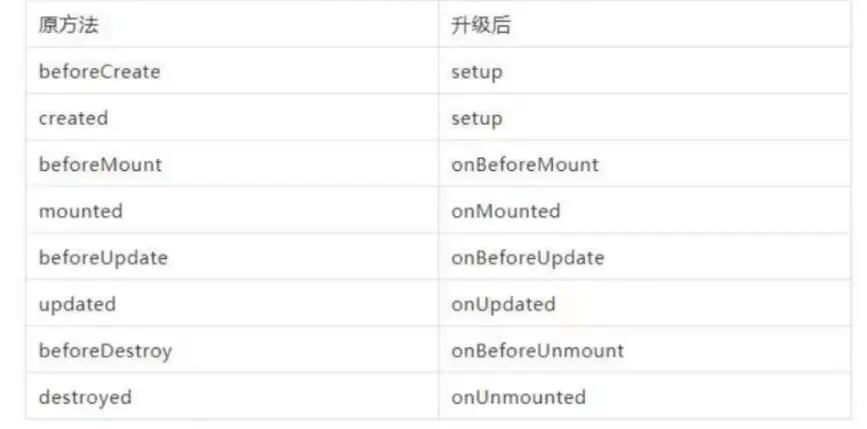 原方法 升级后
beforeCreate setup
created setup
beforeMount onBeforeMount
mounted onMounted
beforeUpdate onBeforeUpdate
updated onUpdated
beforeDestroy onBeforeUnmount
destroyed onUnmounted